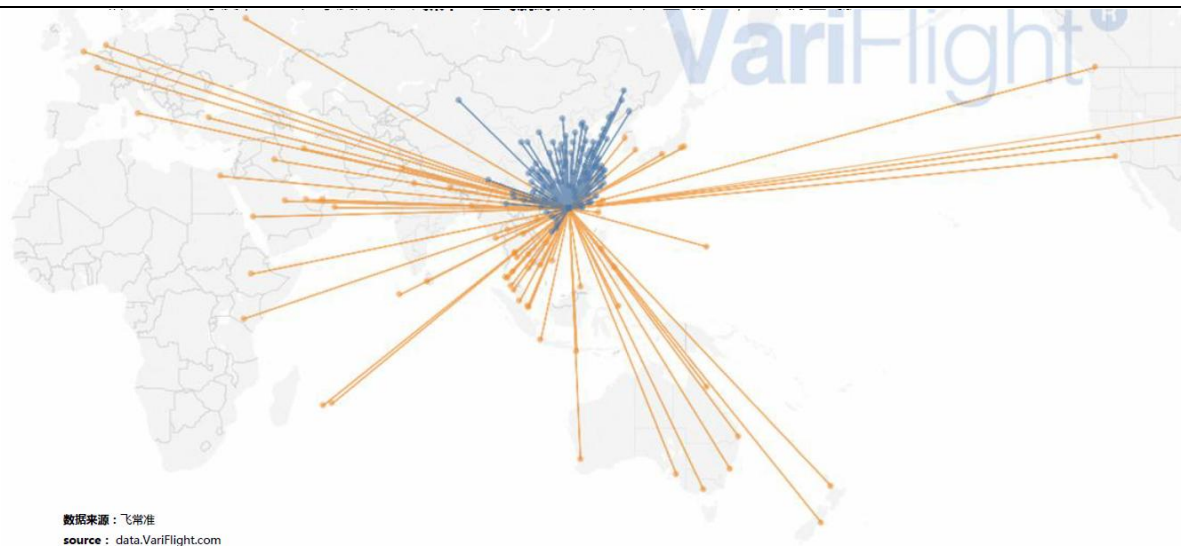 VariFlight
数据来源：飞常准
source： data.VariFlight.com